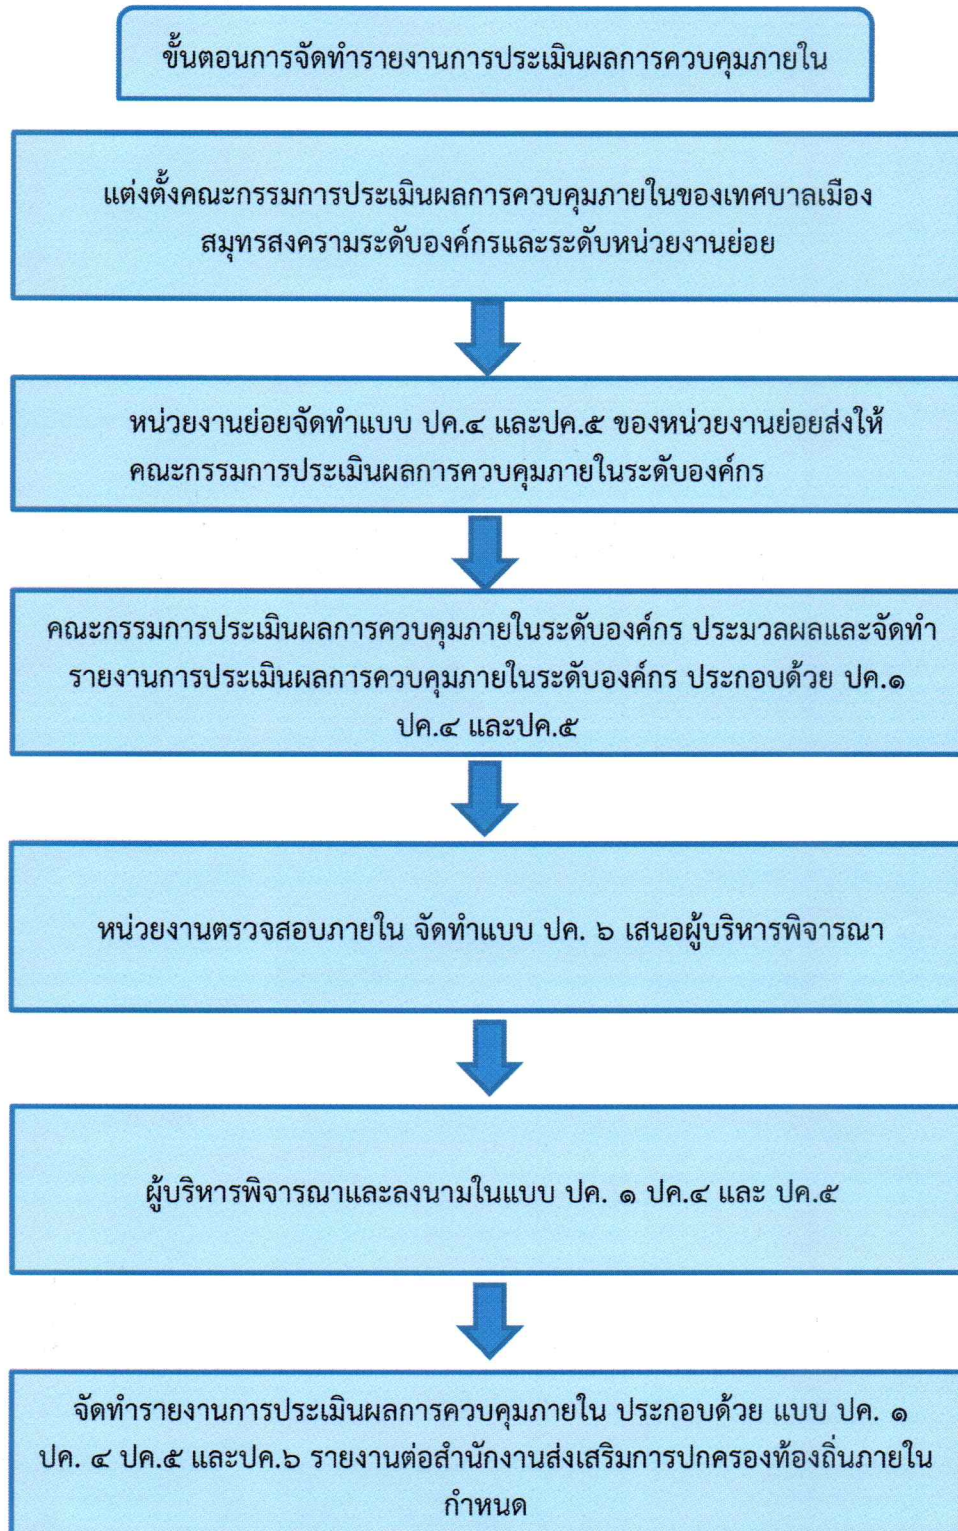 ขั้นตอนการจัดทำรายงานการประเมินผลการควบคุมภายใน
แต่งตั้งคณะกรรมการประเมินผลการควบคุมภายในของเทศบาลเมือง
สมุทรสงครามระดับองค์กรและระดับหน่วยงานย่อย
หน่วยงานย่อยจัดทำแบบ ปค.๔ และปค.๕ ของหน่วยงานย่อยส่งให้
คณะกรรมการประเมินผลการควบคุมภายในระดับองค์กร
คณะกรรมการประเมินผลการควบคุมภายในระดับองค์กร ประมวลผลและจัดทำ
รายงานการประเมินผลการควบคุมภายในระดับองค์กร ประกอบด้วย ปค.๑
ปค.๔ และปค.๕
หน่วยงานตรวจสอบภายใน จัดทำแบบ ปค. ๖ เสนอผู้บริหารพิจารณา
ผู้บริหารพิจารณาและลงนามในแบบ ปค. ๑ ปค.๔ และ ปค.๕
จัดทำรายงานการประเมินผลการควบคุมภายใน ประกอบด้วย แบบ ปค. ๑
ปค. ๔ ปค.๕ และปค.๖ รายงานต่อสำนักงานส่งเสริมการปกครองท้องถิ่นภายใน
กำหนด